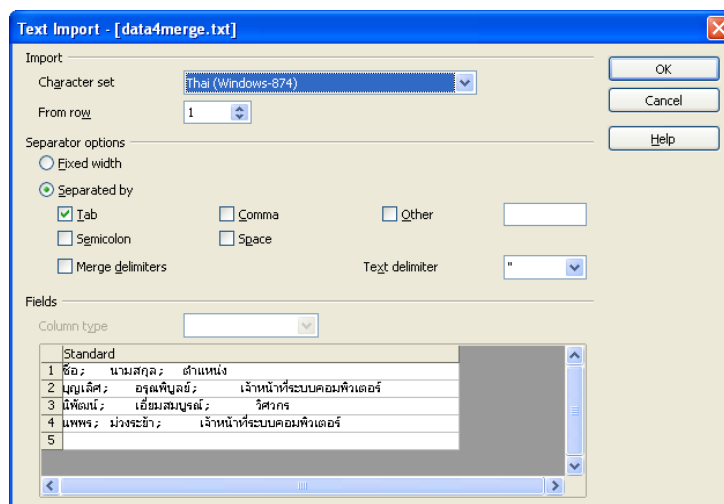 Text Import - [data4merge.txt]
Import
Character set
Thai (Windows-874)
OK
From row
1
Cancel
Separator options
Help
Fixed width
Separated by
Tab
Comma
Other
Semicolon
Space
Merge delimiters
Text delimiter
"
Fields
Column type
Standard
1 ชื่อ; นามสกุล; ตำแหน่ง
2 บุญเลิศ; อรุณพิบูลย์; เจ้าหน้าที่ระบบคอมพิวเตอร์
3 นิพัฒน์; เอี่ยมสมบูรณ์; วิศวกร
4 นพพร; ม่วงระย้า; เจ้าหน้าที่ระบบคอมพิวเตอร์
5